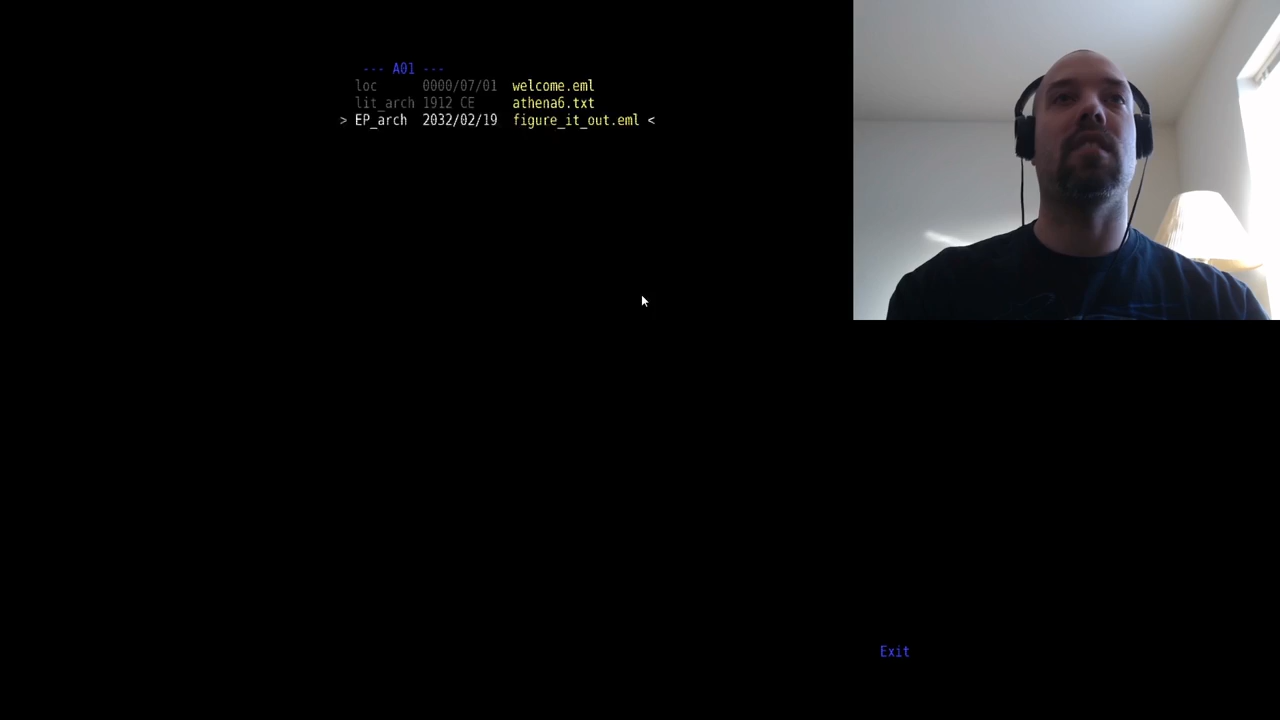 --- A01 ---
loc 0000/07/01 welcome.eml
lit_arch 1912 CE athena6.txt
> EP_arch 2032/02/19 figure_it_out.eml <
Exit